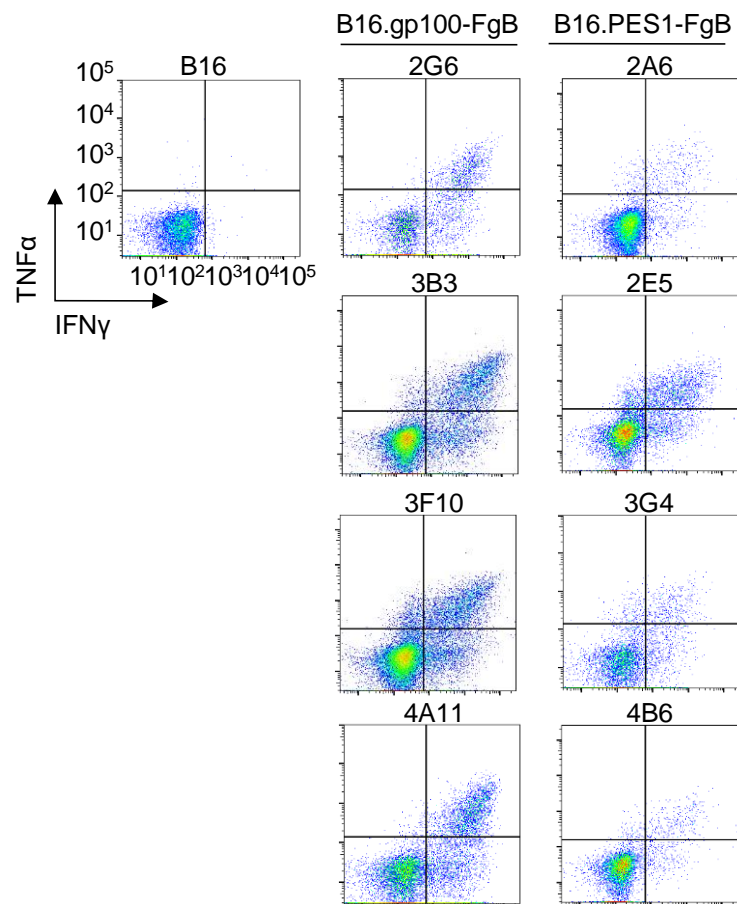 B16.gp100-FgB B16.PES1-FgB
B16 2G6 2A6
10⁵
10⁴
10³
10²
10¹
TNFα
10¹10²10³10⁴10⁵
IFNγ
3B3 2E5
3F10 3G4
4A11 4B6